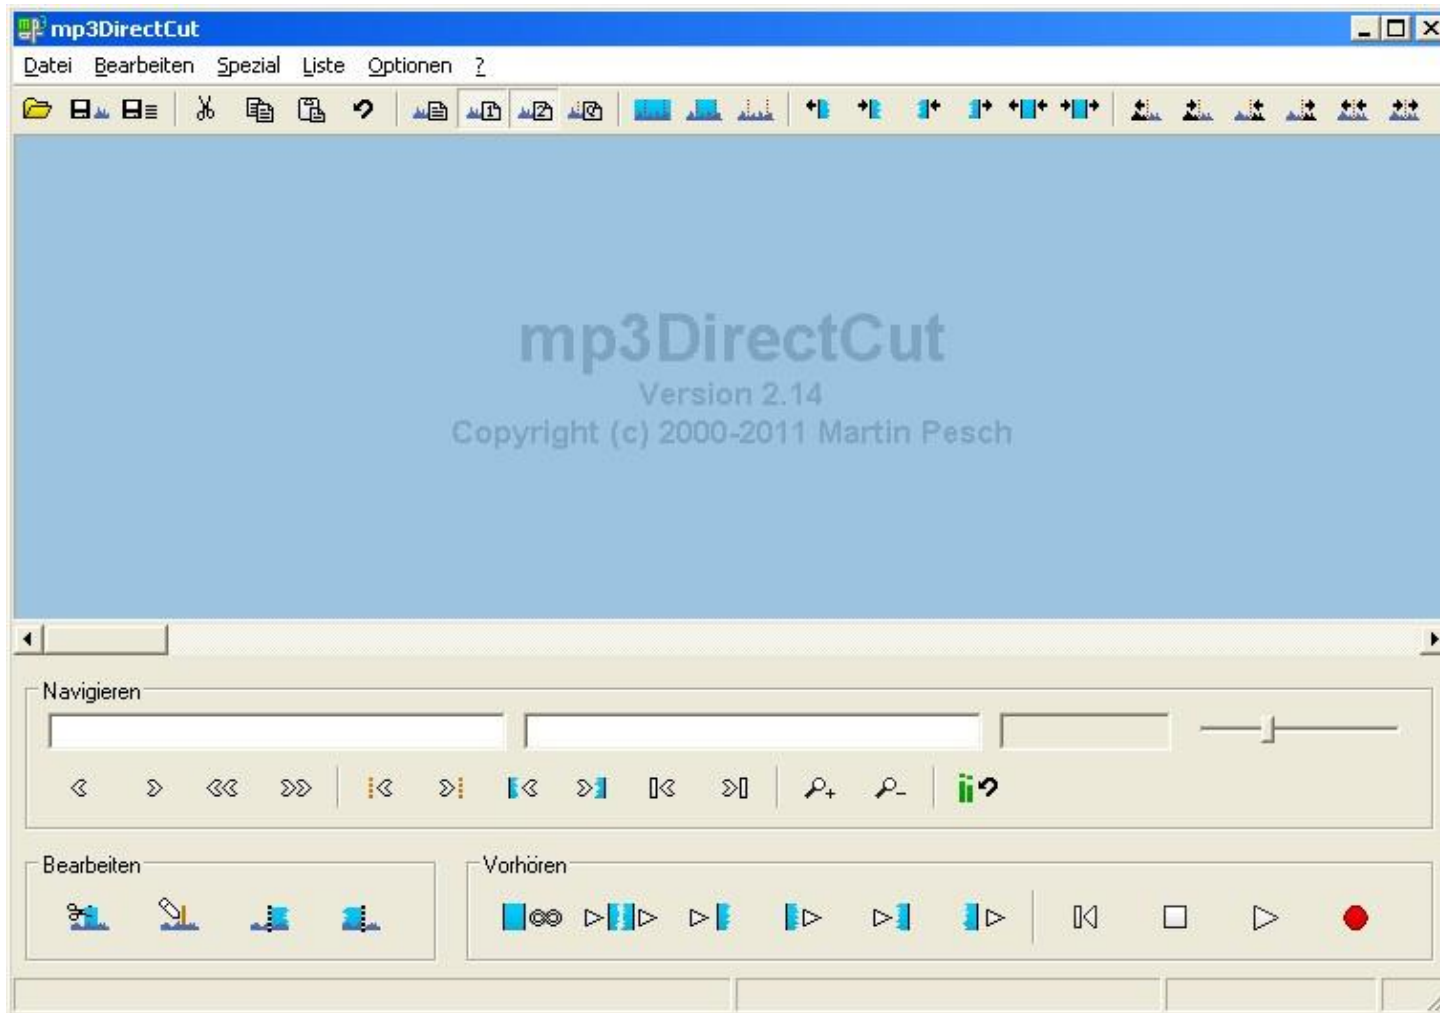 mp3DirectCut
Datei Bearbeiten Spezial Liste Optionen ?
mp3DirectCut
Version 2.14
Copyright (c) 2000-2011 Martin Pesch
Navigieren
Bearbeiten
Vorhören